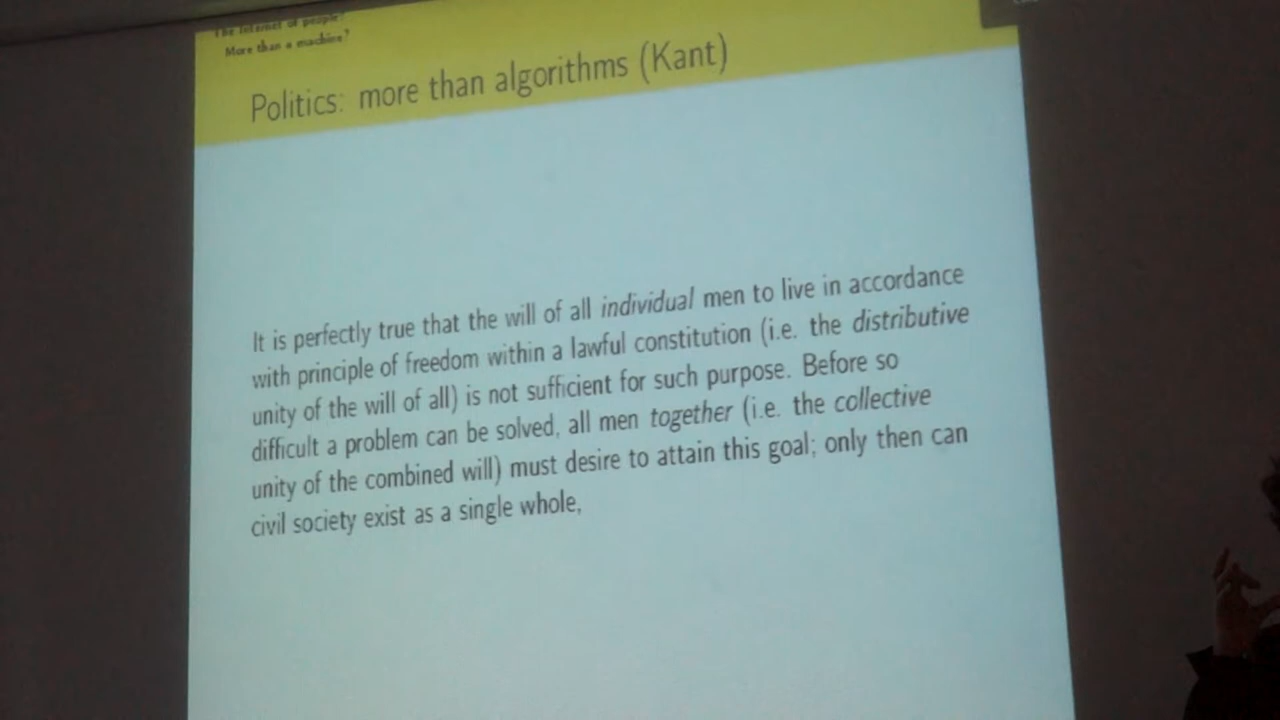 The Internet of people?
More than a machine?
Politics: more than algorithms (Kant)
It is perfectly true that the will of all individual men to live in accordance
with principle of freedom within a lawful constitution (i.e. the distributive
unity of the will of all) is not sufficient for such purpose. Before so
difficult a problem can be solved, all men together (i.e. the collective
unity of the combined will) must desire to attain this goal; only then can
civil society exist as a single whole,